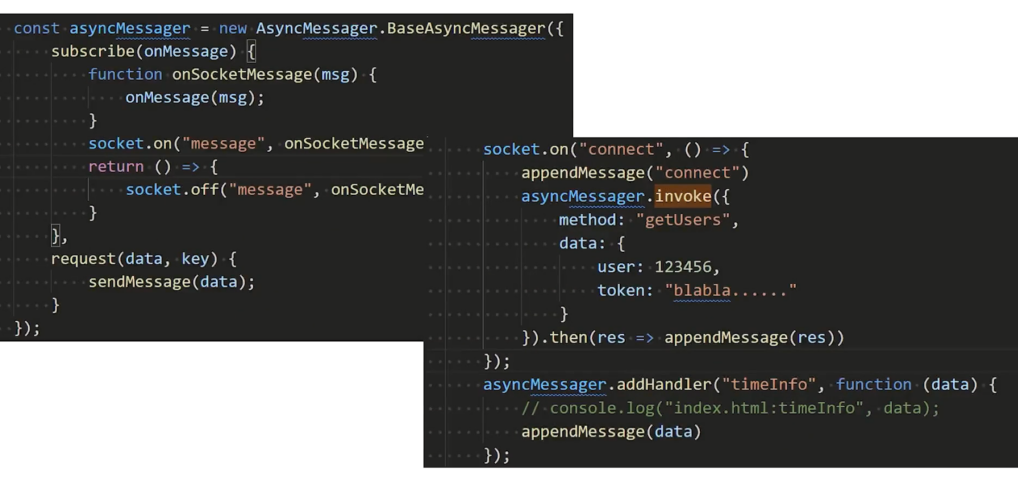 const asyncMessager = new AsyncMessager.BaseAsyncMessager({
subscribe(onMessage) {
function onSocketMessage(msg) {
onMessage(msg);
}
socket.on("message", onSocketMessage
return () => {
socket.off("message", onSocketMe
}
},
request(data, key) {
sendMessage(data);
}
});
socket.on("connect", () => {
appendMessage("connect")
asyncMessager.invoke({
method: "getUsers",
data: {
user: 123456,
token: "blabla......"
}
}).then(res => appendMessage(res))
});
asyncMessager.addHandler("timeInfo", function (data) {
// console.log("index.html:timeInfo", data);
appendMessage(data)
});